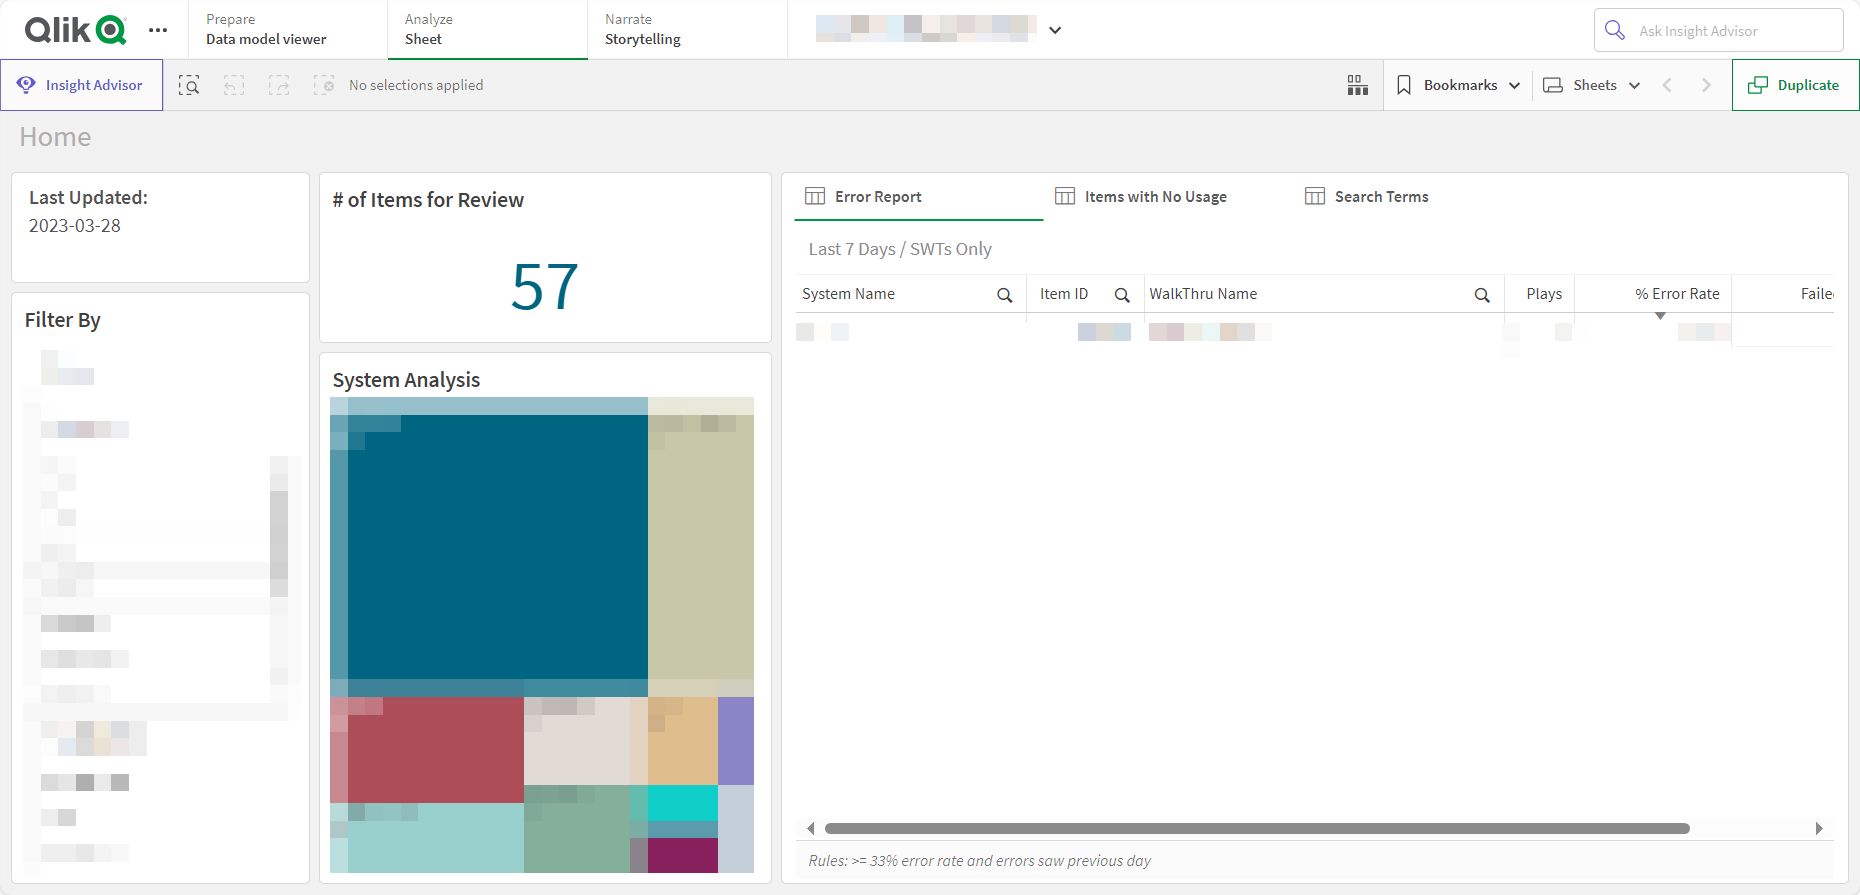 Qlik
Prepare
Data model viewer
Analyze
Sheet
Narrate
Storytelling
Ask Insight Advisor
Insight Advisor
No selections applied
Bookmarks
Sheets
Duplicate
Home
Last Updated:
2023-03-28
Filter By
# of Items for Review
57
System Analysis
Error Report
Items with No Usage
Search Terms
Last 7 Days / SWTs Only
System Name
Item ID
WalkThru Name
Plays
% Error Rate
Rules: >= 33% error rate and errors saw previous day